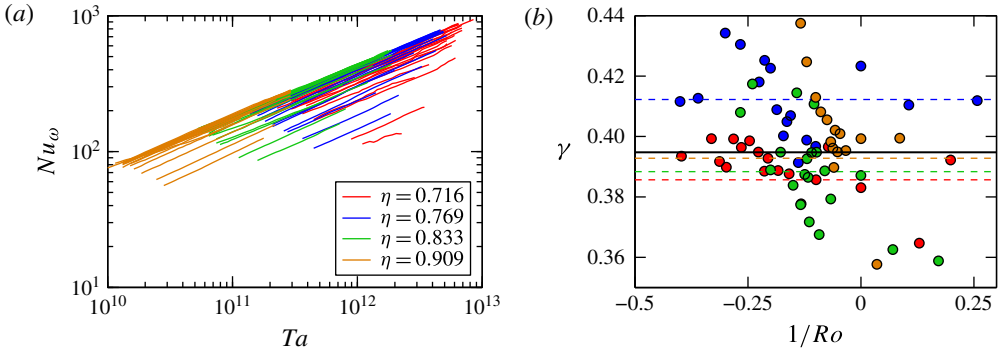 (a)
10^3
10^2
10^1
Nu_ω
10^10
10^11
10^12
10^13
Ta
η = 0.716
η = 0.769
η = 0.833
η = 0.909
(b)
0.44
0.42
0.40
0.38
0.36
γ
-0.5
-0.25
0
0.25
1/Ro